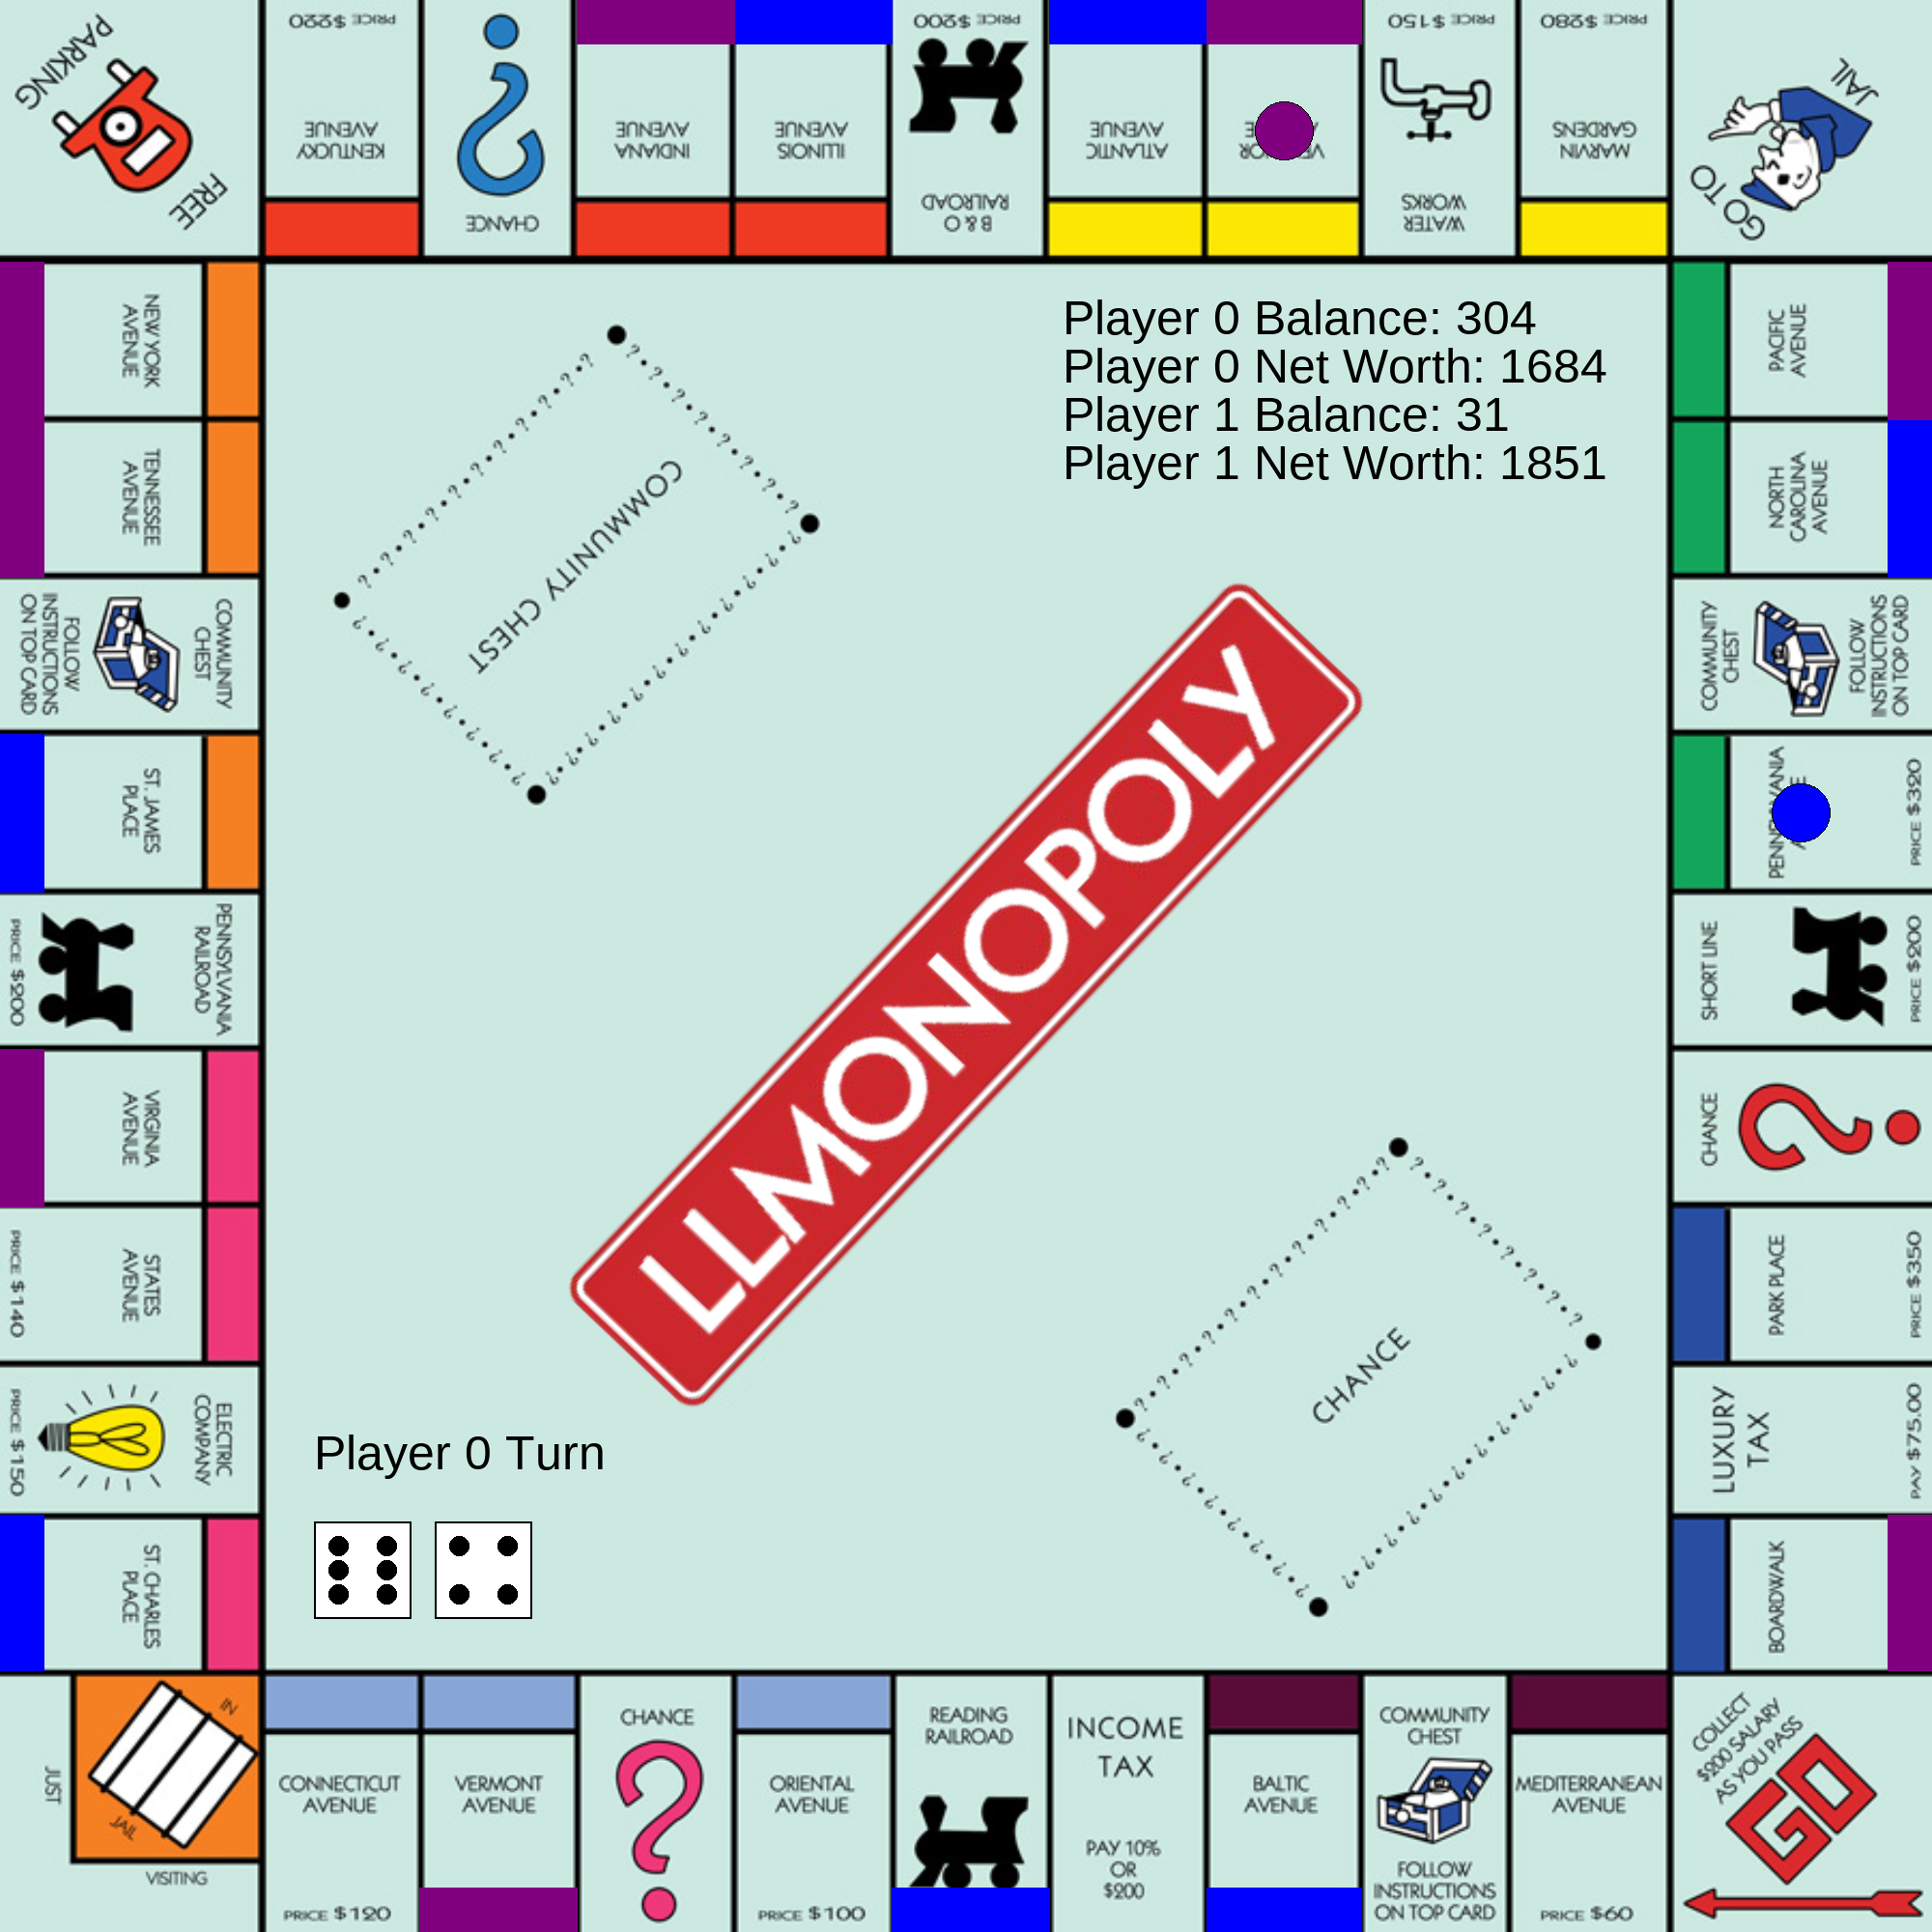 FREE
PARKING
PRICE $220
KENTUCKY
AVENUE
CHANCE
INDIANA
AVENUE
ILLINOIS
AVENUE
PRICE $200
B & O
RAILROAD
ATLANTIC
AVENUE
PRICE $150
WATER
WORKS
PRICE $280
MARVIN
GARDENS
GO TO
JAIL
NEW YORK
AVENUE
TENNESSEE
AVENUE
COMMUNITY
CHEST
FOLLOW
INSTRUCTIONS
ON TOP CARD
ST. JAMES
PLACE
PENNSYLVANIA
RAILROAD
PRICE $200
VIRGINIA
AVENUE
STATES
AVENUE
PRICE $140
ELECTRIC
COMPANY
PRICE $150
ST. CHARLES
PLACE
Player 0 Balance: 304
Player 0 Net Worth: 1684
Player 1 Balance: 31
Player 1 Net Worth: 1851
COMMUNITY CHEST
LLMONOPOLY
CHANCE
Player 0 Turn
PACIFIC
AVENUE
NORTH
CAROLINA
AVENUE
COMMUNITY
CHEST
FOLLOW
INSTRUCTIONS
ON TOP CARD
PRICE $320
SHORT LINE
PRICE $200
CHANCE
PARK PLACE
PRICE $350
LUXURY
TAX
PAY $75.00
BOARDWALK
IN
JAIL
JUST
VISITING
CONNECTICUT
AVENUE
PRICE $120
VERMONT
AVENUE
CHANCE
ORIENTAL
AVENUE
PRICE $100
READING
RAILROAD
INCOME
TAX
PAY 10%
OR
$200
BALTIC
AVENUE
COMMUNITY
CHEST
FOLLOW
INSTRUCTIONS
ON TOP CARD
MEDITERRANEAN
AVENUE
PRICE $60
COLLECT
$200 SALARY
AS YOU PASS
GO